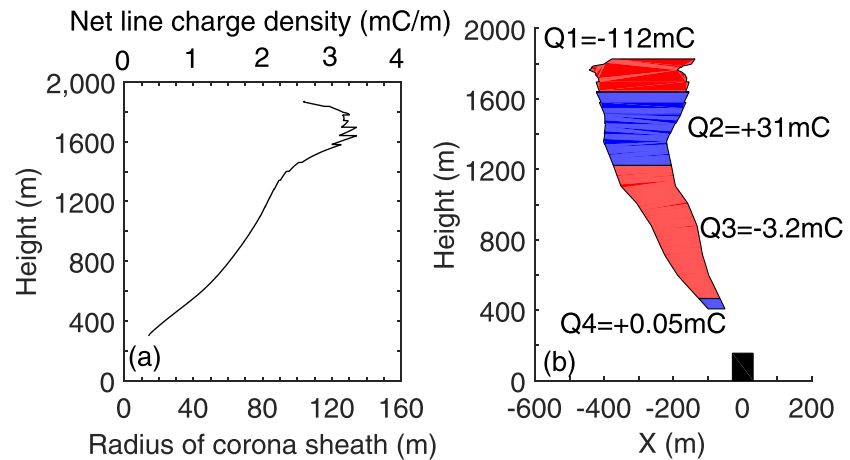 Net line charge density (mC/m)
0 1 2 3 4
2,000
1600
1200
800
400
0
Height (m)
(a)
0 40 80 120 160
Radius of corona sheath (m)
2000
1600
1200
800
400
0
Height (m)
Q1=-112mC
Q2=+31mC
Q3=-3.2mC
Q4=+0.05mC
(b)
-600 -400 -200 0 200
X (m)